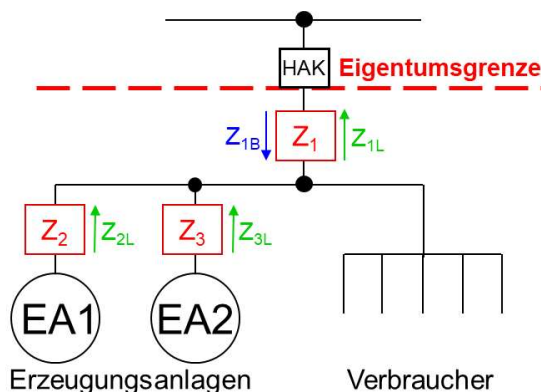 HAK Eigentumsgrenze
Z1B Z1 Z1L
Z2 Z2L Z3 Z3L
EA1 EA2
Erzeugungsanlagen Verbraucher